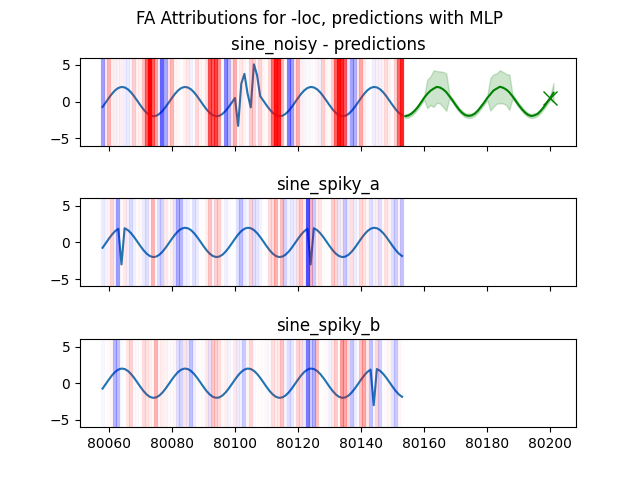 FA Attributions for -loc, predictions with MLP
sine_noisy - predictions
5
0
−5
sine_spiky_a
5
0
−5
sine_spiky_b
5
0
−5
80060 80080 80100 80120 80140 80160 80180 80200